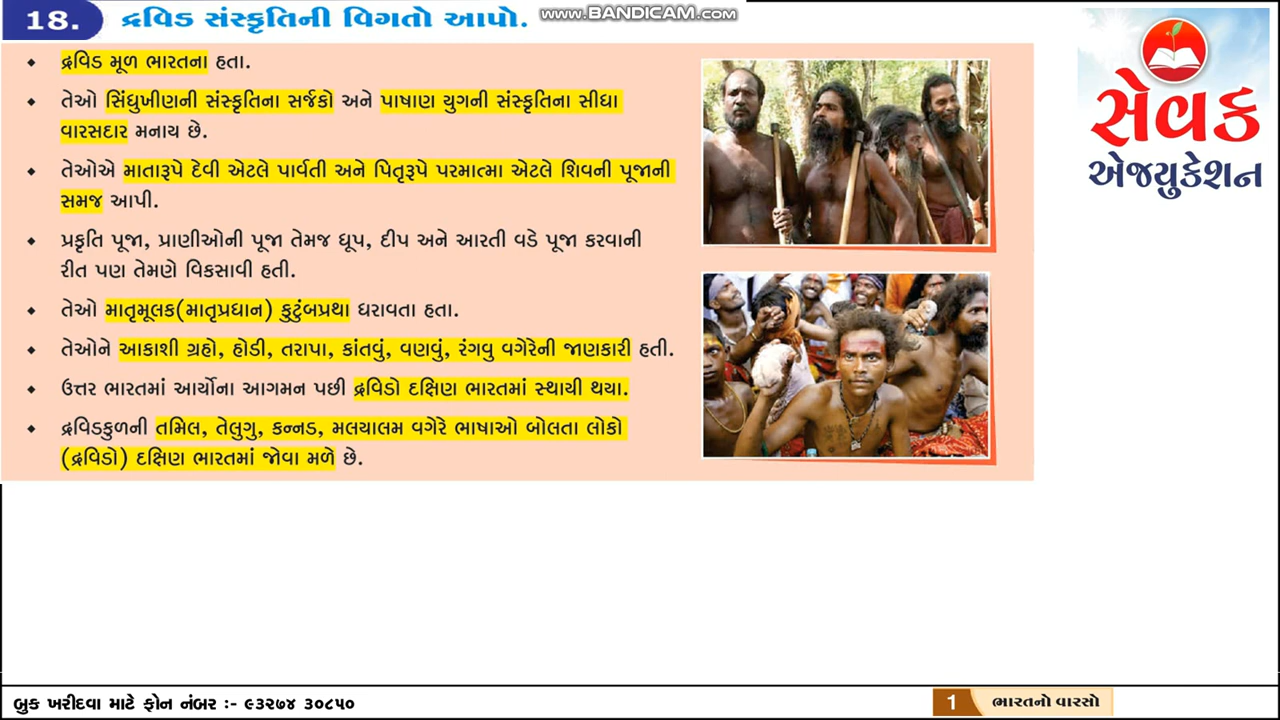 www.BANDICAM.com
18. દ્રવિડ સંસ્કૃતિની વિગતો આપો.
સેવક
એજ્યુકેશન
◆ દ્રવિડ મૂળ ભારતના હતા.
◆ તેઓ સિંધુખીણની સંસ્કૃતિના સર્જકો અને પાષાણ યુગની સંસ્કૃતિના સીધા
વારસદાર મનાય છે.
◆ તેઓએ માતારૂપે દેવી એટલે પાર્વતી અને પિતૃરૂપે પરમાત્મા એટલે શિવની પૂજાની
સમજ આપી.
◆ પ્રકૃતિ પૂજા, પ્રાણીઓની પૂજા તેમજ ધૂપ, દીપ અને આરતી વડે પૂજા કરવાની
રીત પણ તેમણે વિકસાવી હતી.
◆ તેઓ માતૃમૂલક(માતૃપ્રધાન) કુટુંબપ્રથા ધરાવતા હતા.
◆ તેઓને આકાશી ગ્રહો, હોડી, તરાપા, કાંતવું, વણવું, રંગવુ વગેરેની જાણકારી હતી.
◆ ઉત્તર ભારતમાં આર્યોના આગમન પછી દ્રવિડો દક્ષિણ ભારતમાં સ્થાયી થયા.
◆ દ્રવિડકુળની તમિલ, તેલુગુ, કન્નડ, મલયાલમ વગેરે ભાષાઓ બોલતા લોકો
(દ્રવિડો) દક્ષિણ ભારતમાં જોવા મળે છે.
બુક ખરીદવા માટે ફોન નંબર :- ૯૩૨૭૪ ૩૦૮૫૦
1 ભારતનો વારસો